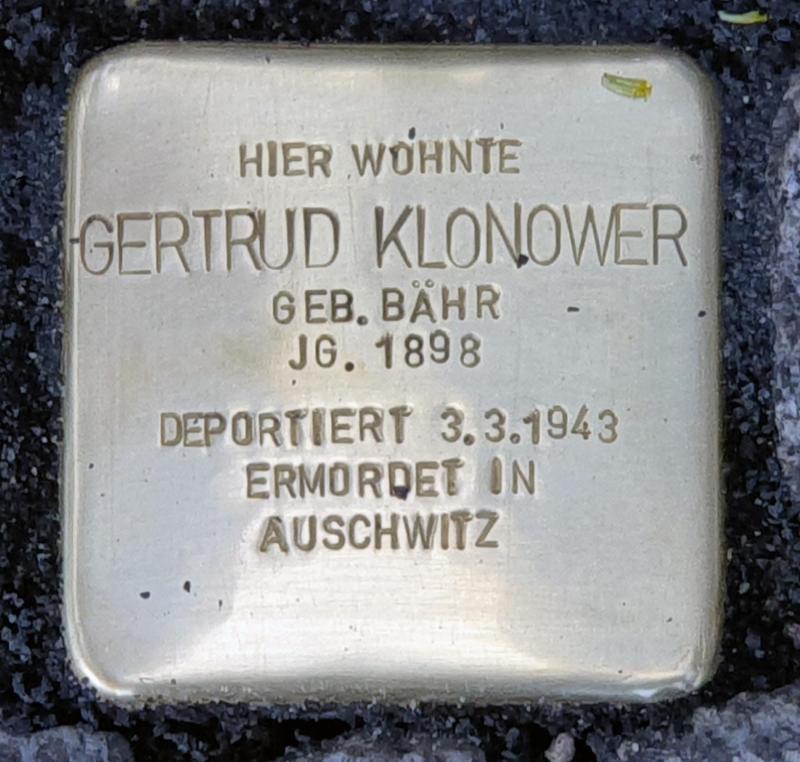 HIER WOHNTE
GERTRUD KLONOWER
GEB. BÄHR
JG. 1898
DEPORTIERT 3.3.1943
ERMORDET IN
AUSCHWITZ